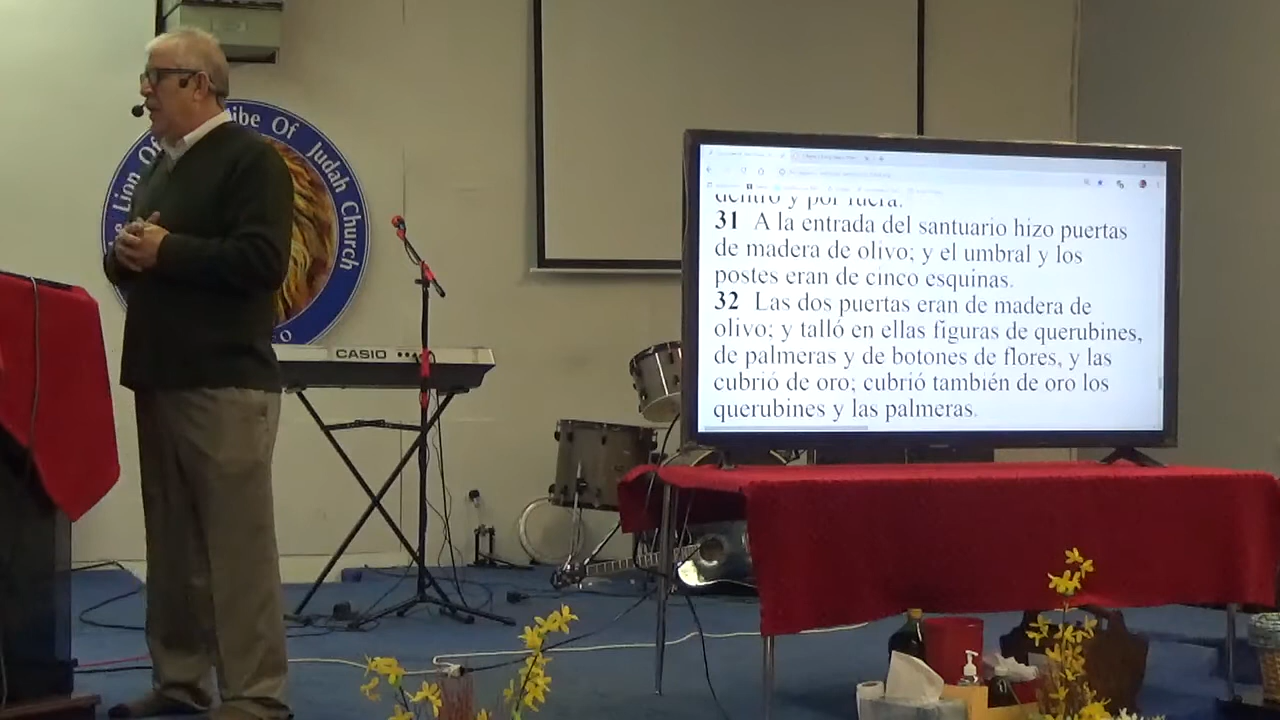 ibe Of Judah Church
Lion Of
CASIO
dentro y por fuera.
31 A la entrada del santuario hizo puertas
de madera de olivo; y el umbral y los
postes eran de cinco esquinas.
32 Las dos puertas eran de madera de
olivo; y talló en ellas figuras de querubines,
de palmeras y de botones de flores, y las
cubrió de oro; cubrió también de oro los
querubines y las palmeras.